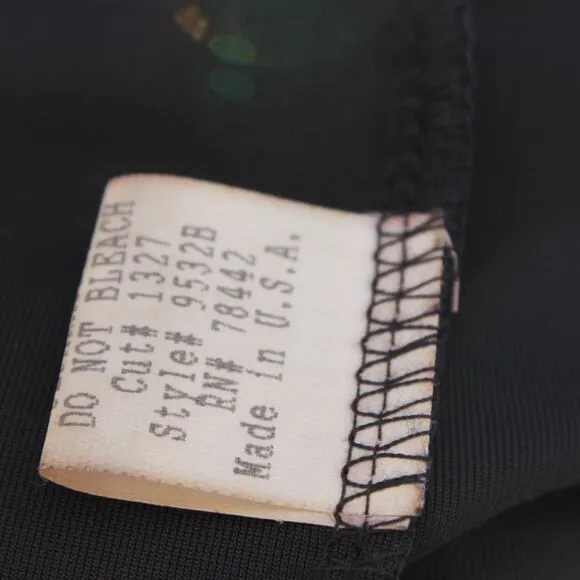 DO NOT BLEACH
Cut# 1327
Style# 9532B
RN# 78442
Made in U.S.A.